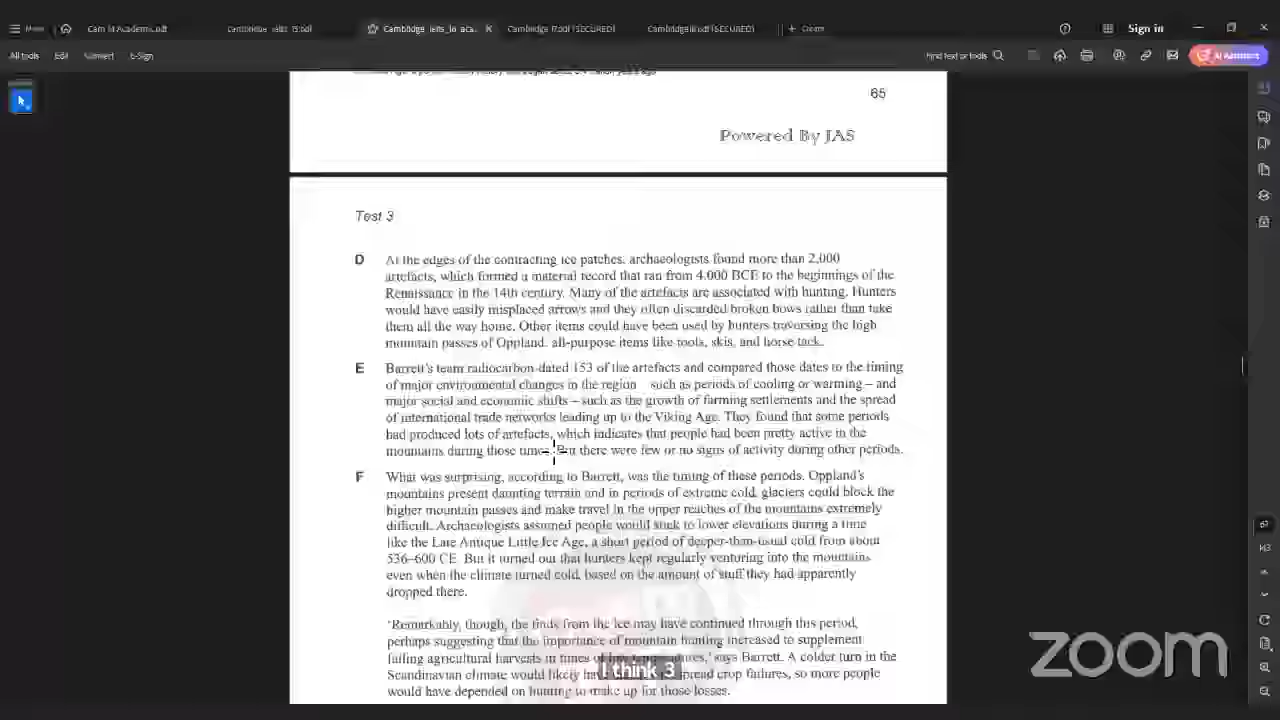 Menu
Cam 14 Academic.pdf
Cambridge 17.pdf [SECURED]
Create
Sign in
All tools
Edit
Convert
E-Sign
Find text or tools
AI Assistant
65
Powered By JAS
Test 3
D At the edges of the contracting ice patches, archaeologists found more than 2,000
artefacts, which formed a material record that ran from 4,000 BCE to the beginnings of the
Renaissance in the 14th century. Many of the artefacts are associated with hunting. Hunters
would have easily misplaced arrows and they often discarded broken bows rather than take
them all the way home. Other items could have been used by hunters traversing the high
mountain passes of Oppland: all-purpose items like tools, skis, and horse tack.
E Barrett's team radiocarbon-dated 153 of the artefacts and compared those dates to the timing
of major environmental changes in the region – such as periods of cooling or warming – and
major social and economic shifts – such as the growth of farming settlements and the spread
of international trade networks leading up to the Viking Age. They found that some periods
had produced lots of artefacts, which indicates that people had been pretty active in the
mountains during those times. But there were few or no signs of activity during other periods.
F What was surprising, according to Barrett, was the timing of these periods. Oppland's
mountains present daunting terrain and in periods of extreme cold, glaciers could block the
higher mountain passes and make travel in the upper reaches of the mountains extremely
difficult. Archaeologists assumed people would stick to lower elevations during a time
like the Late Antique Little Ice Age, a short period of deeper-than-usual cold from about
536–600 CE. But it turned out that hunters kept regularly venturing into the mountains
even when the climate turned cold, based on the amount of stuff they had apparently
dropped there.
'Remarkably, though, the finds from the ice may have continued through this period,
perhaps suggesting that the importance of mountain hunting increased to supplement
failing agricultural harvests in times of low temperatures,' says Barrett. A colder turn in the
Scandinavian climate would likely spread crop failures, so more people
would have depended on hunting to make up for those losses.
I think 3
zoom